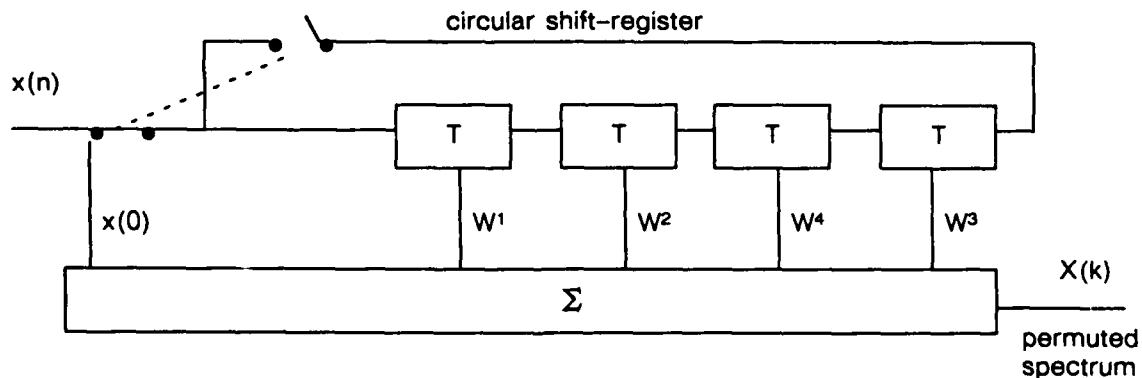 circular shift-register
x(n)
T
T
T
T
x(0)
W¹
W²
W⁴
W³
Σ
X(k)
permuted
spectrum